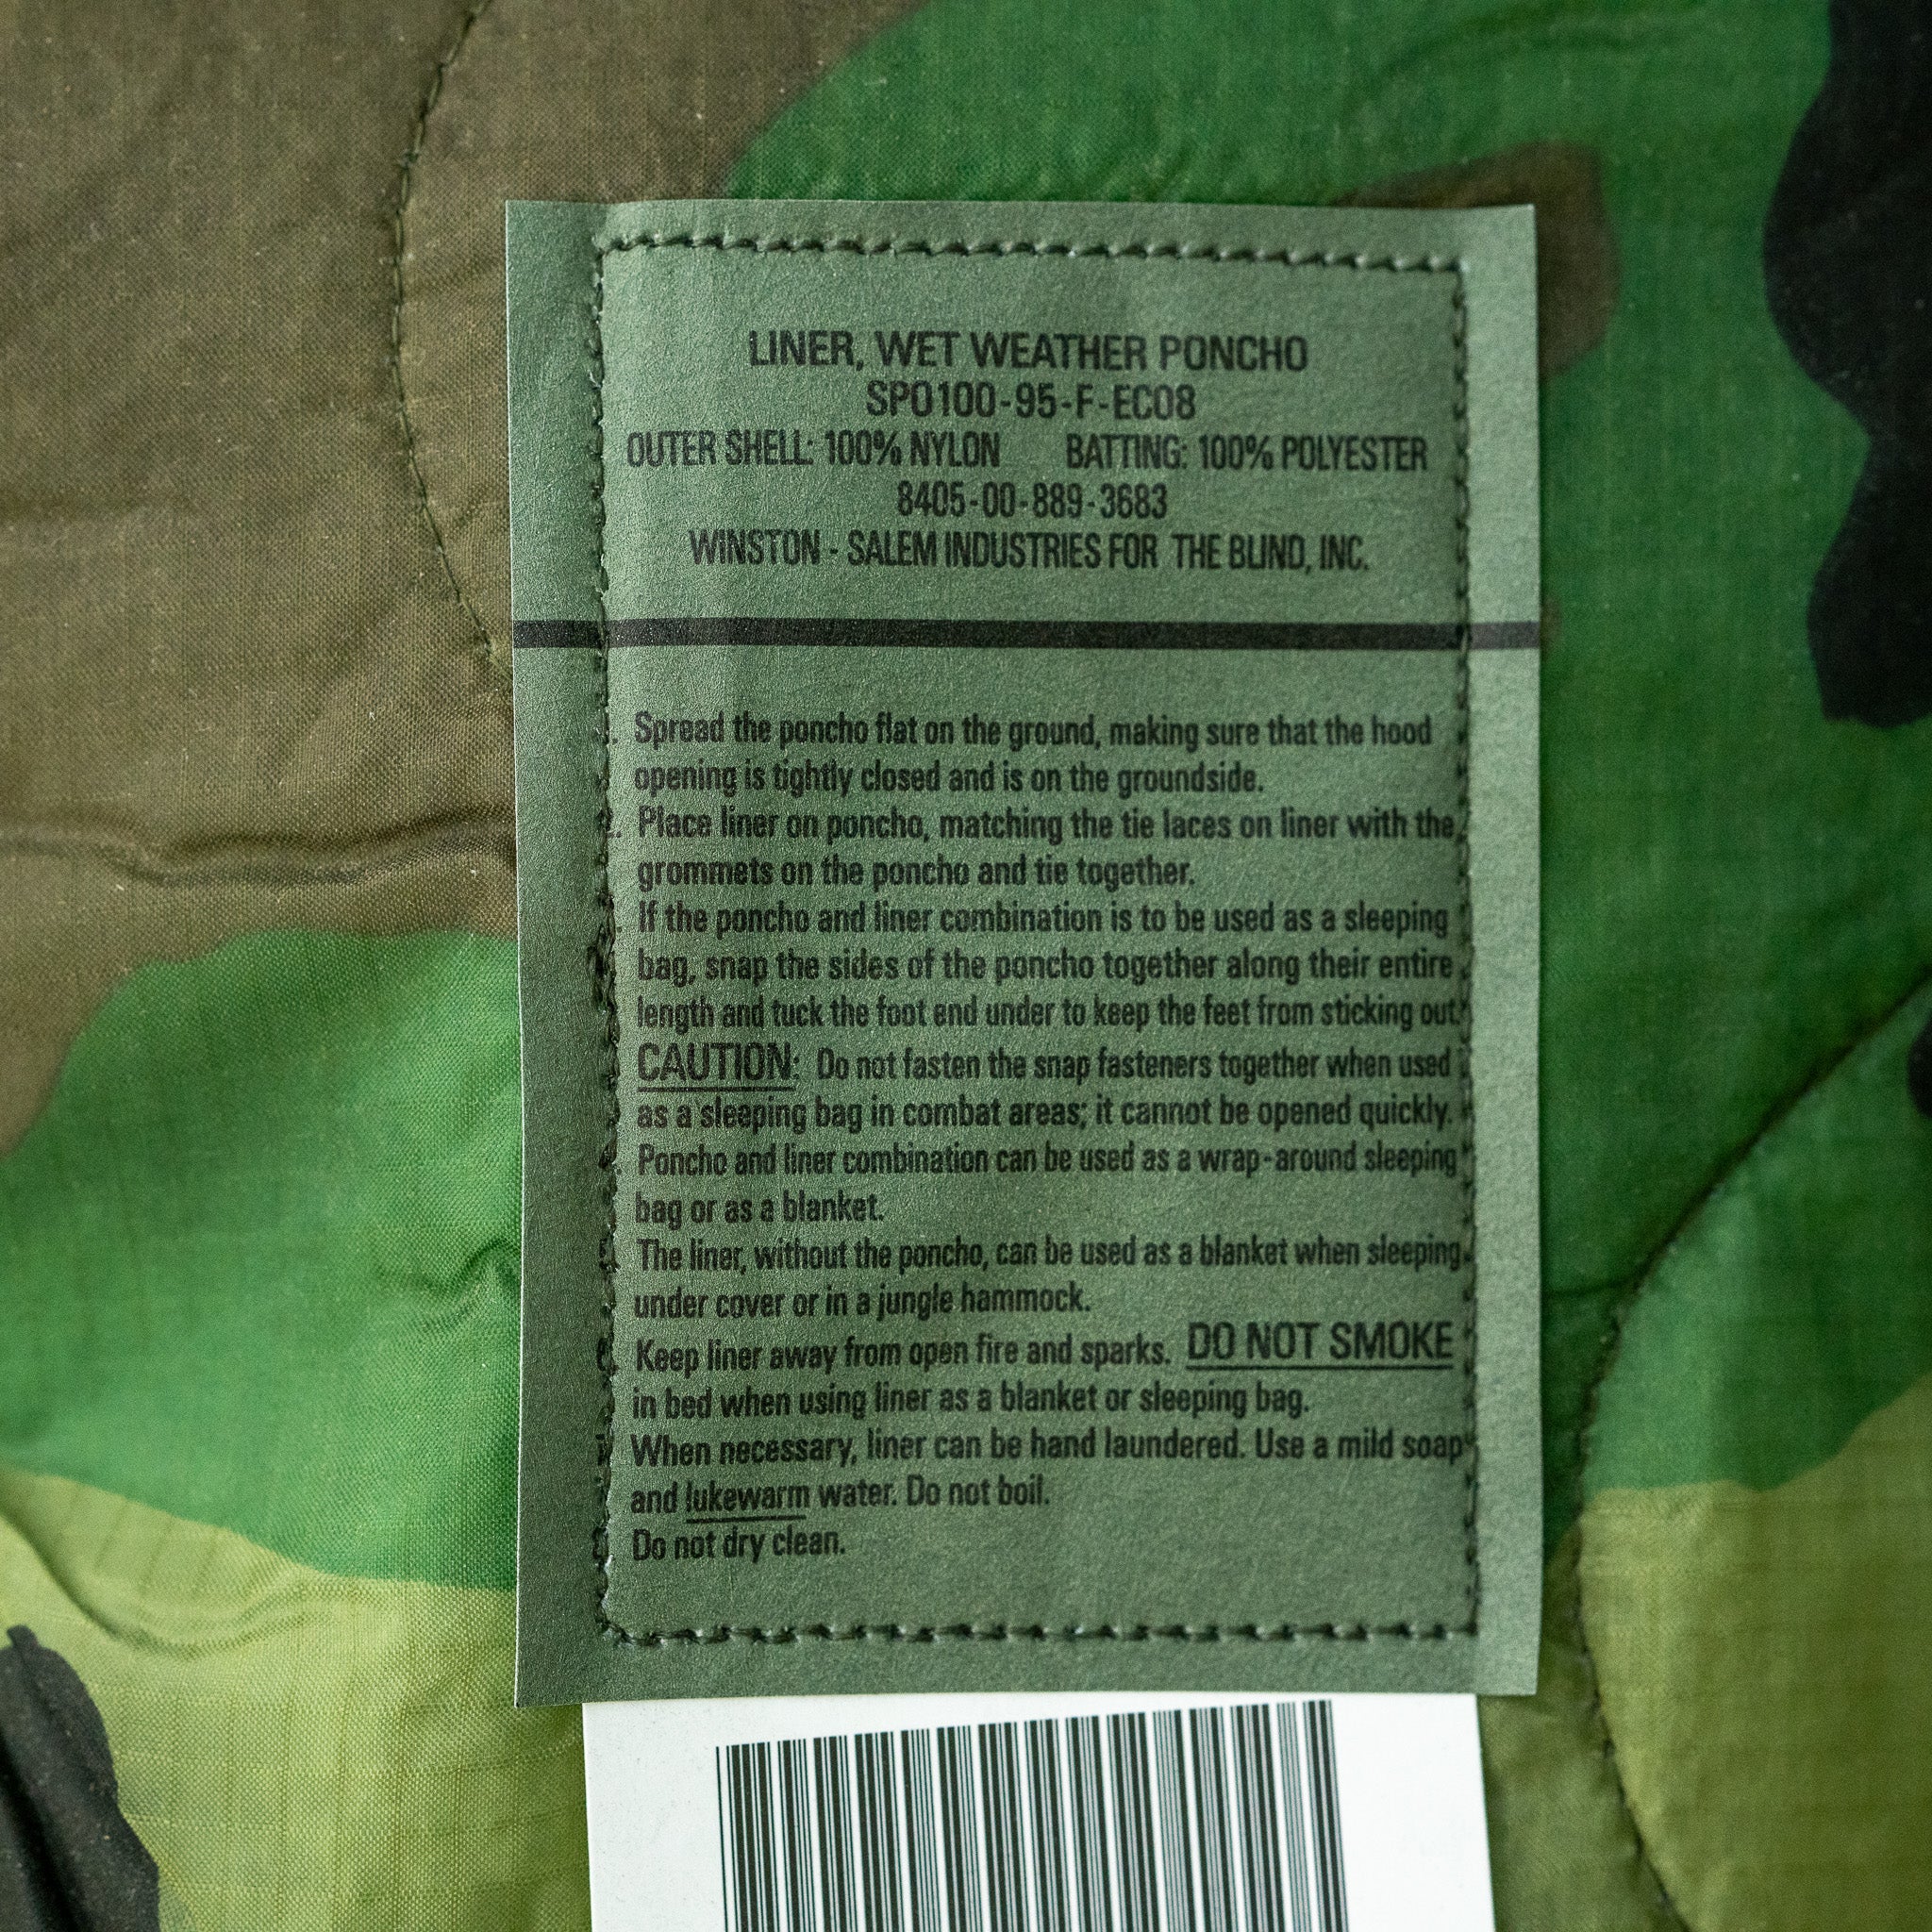 LINER, WET WEATHER PONCHO
SPO100-95-F-EC08
OUTER SHELL: 100% NYLON BATTING: 100% POLYESTER
8405-00-889-3683
WINSTON - SALEM INDUSTRIES FOR THE BLIND, INC.
Spread the poncho flat on the ground, making sure that the hood
opening is tightly closed and is on the groundside.
2. Place liner on poncho, matching the tie laces on liner with the
grommets on the poncho and tie together.
If the poncho and liner combination is to be used as a sleeping
bag, snap the sides of the poncho together along their entire
length and tuck the foot end under to keep the feet from sticking out.
CAUTION: Do not fasten the snap fasteners together when used
as a sleeping bag in combat areas; it cannot be opened quickly.
Poncho and liner combination can be used as a wrap-around sleeping
bag or as a blanket.
The liner, without the poncho, can be used as a blanket when sleeping
under cover or in a jungle hammock.
Keep liner away from open fire and sparks. DO NOT SMOKE
in bed when using liner as a blanket or sleeping bag.
When necessary, liner can be hand laundered. Use a mild soap
and lukewarm water. Do not boil.
Do not dry clean.